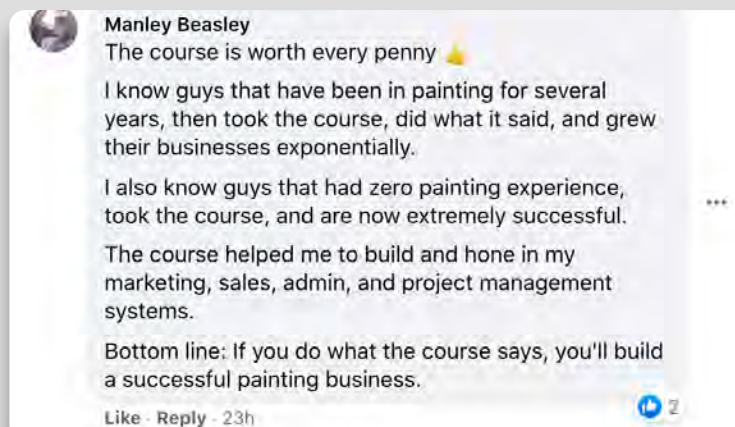 Manley Beasley
The course is worth every penny 👍
I know guys that have been in painting for several
years, then took the course, did what it said, and grew
their businesses exponentially.
I also know guys that had zero painting experience,
took the course, and are now extremely successful.
The course helped me to build and hone in my
marketing, sales, admin, and project management
systems.
Bottom line: If you do what the course says, you'll build
a successful painting business.
Like · Reply · 23h
2